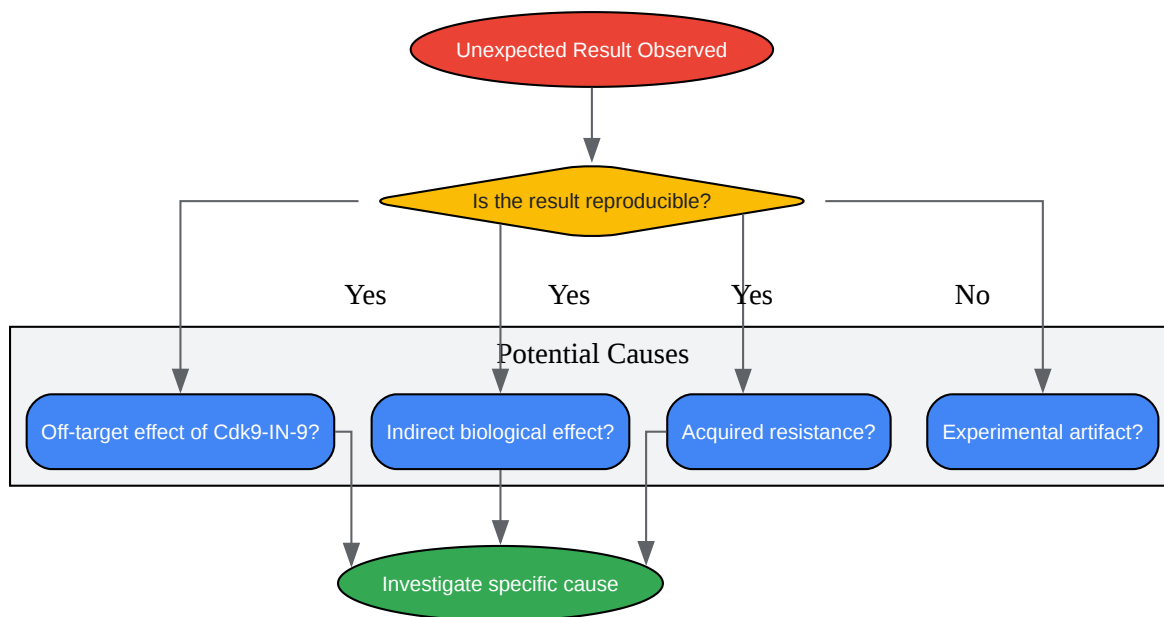 Unexpected Result Observed
Is the result reproducible?
Yes
Yes
Yes
No
Potential Causes
Off-target effect of Cdk9-IN-9?
Indirect biological effect?
Acquired resistance?
Experimental artifact?
Investigate specific cause